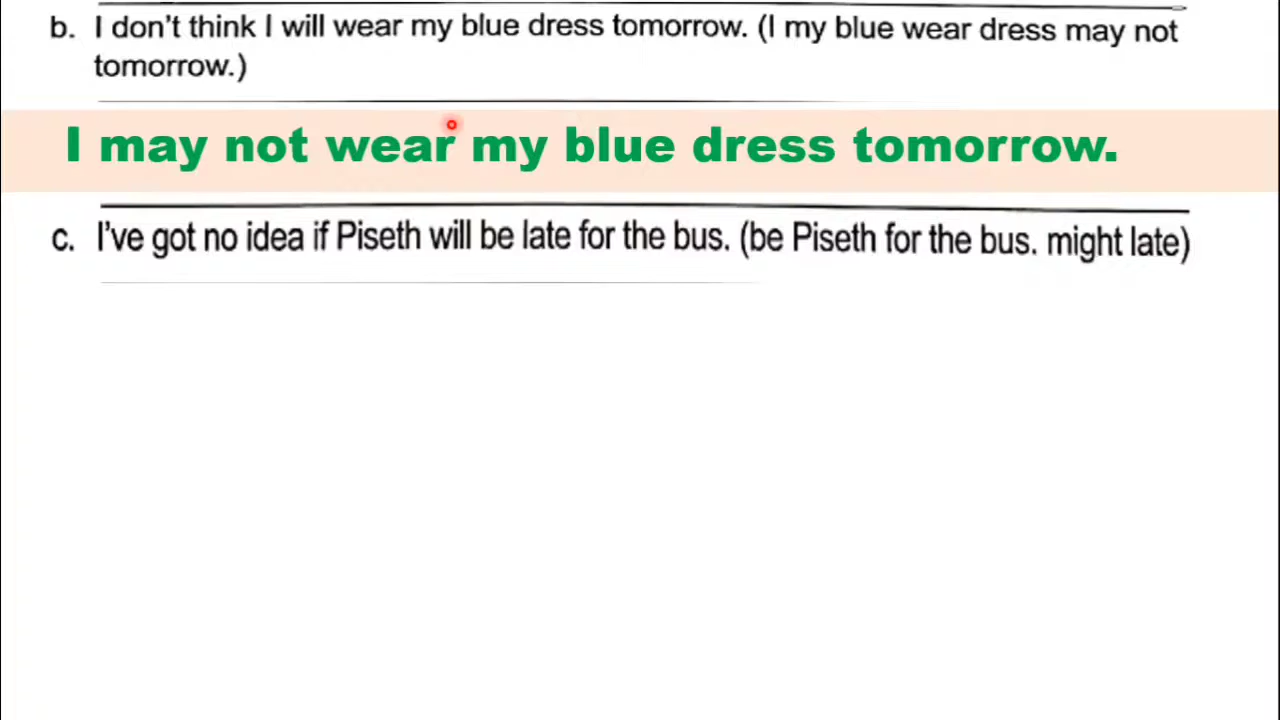 b. I don't think I will wear my blue dress tomorrow. (I my blue wear dress may not
tomorrow.)
I may not wear my blue dress tomorrow.
c. I've got no idea if Piseth will be late for the bus. (be Piseth for the bus. might late)